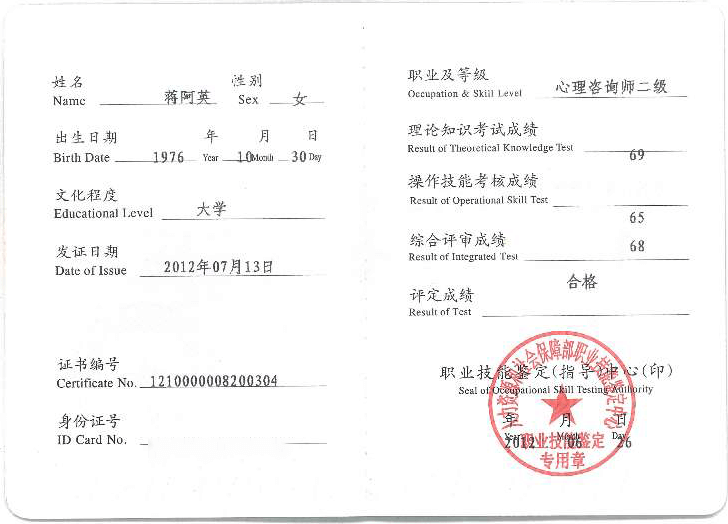 姓名 性别
Name 蒋阿英 Sex 女
出生日期 年 月 日
Birth Date 1976 Year 10 Month 30 Day
文化程度
Educational Level 大学
发证日期
Date of Issue 2012年07月13日
证书编号
Certificate No. 1210000008200304
身份证号
ID Card No.
职业及等级
Occupation & Skill Level 心理咨询师二级
理论知识考试成绩
Result of Theoretical Knowledge Test 69
操作技能考核成绩
Result of Operational Skill Test
65
综合评审成绩 68
Result of Integrated Test
合格
评定成绩
Result of Test
职业技能鉴定(指导)中心(印)
Seal of Occupational Skill Testing Authority
年 月 日
Year Month Day
2012 06 26
人力资源和社会保障部职业技能鉴定中心
职业技能鉴定
专用章